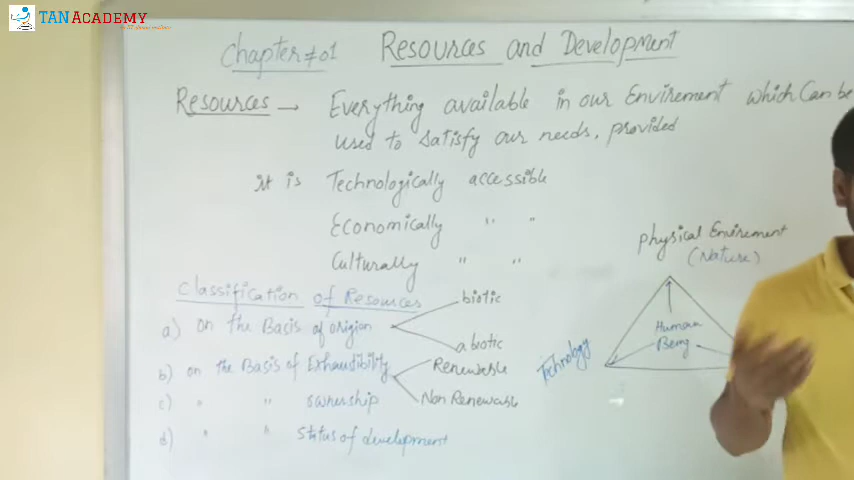 TAN ACADEMY
Chapter#01 Resources and Development
Resources → Everything available in our Envirement which Can be
used to satisfy our needs, provided
it is Technologically accessible
Economically " "
Culturally " "
Classification of Resources
a) on the Basis of origian
biotic
abiotic
b) on the Basis of Exhaustibility
Renewable
Non Renewable
c) " " ownership
d) " " status of development
Physical Envirement
(Nature)
Human
Being
Technology